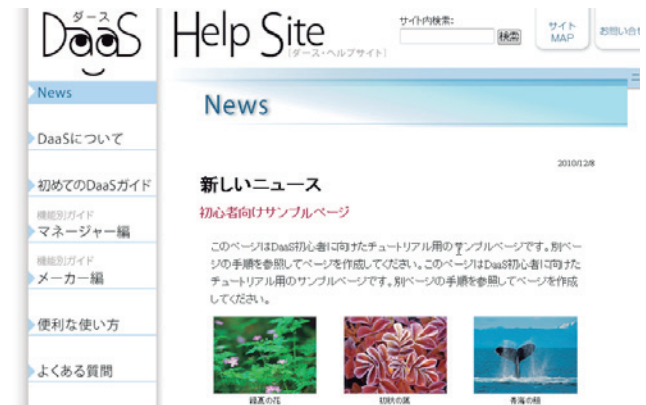 ダース
DaaS
Help Site
(ダース・ヘルプサイト)
サイト内検索:
検索
サイト
MAP
お問い合
News
DaaSについて
初めてのDaaSガイド
機能別ガイド
マネージャー編
機能別ガイド
メーカー編
便利な使い方
よくある質問
News
2010/12/8
新しいニュース
初心者向けサンプルページ
このページはDaaS初心者に向けたチュートリアル用のサンプルページです。別ペー
ジの手順を参照してページを作成してください。このページはDaaS初心者に向けた
チュートリアル用のサンプルページです。別ページの手順を参照してページを作成
してください。
初秋の風